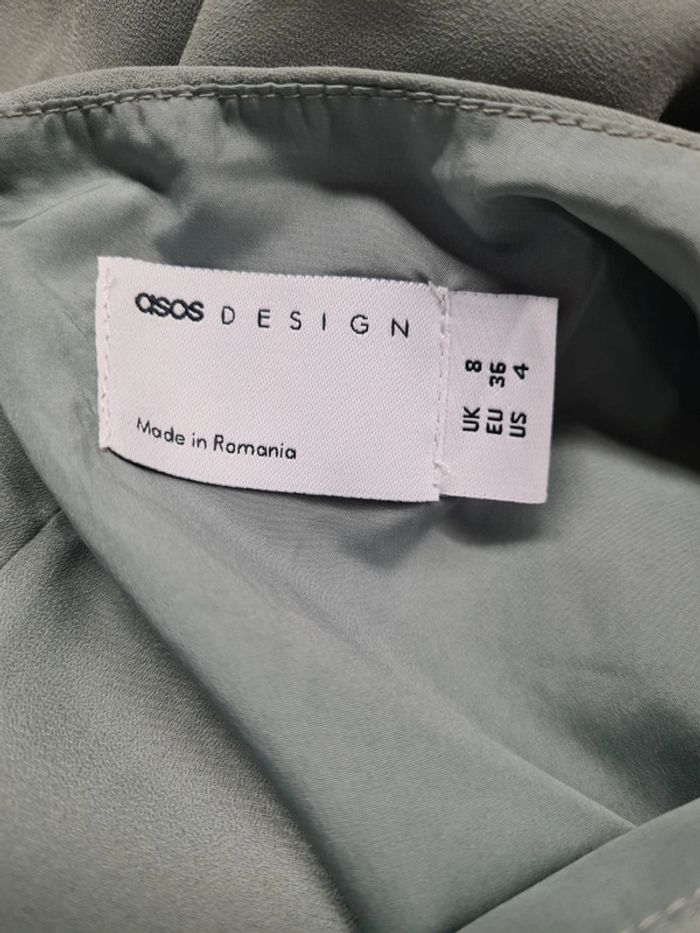 asos DESIGN
Made in Romania
UK 8
EU 36
US 4